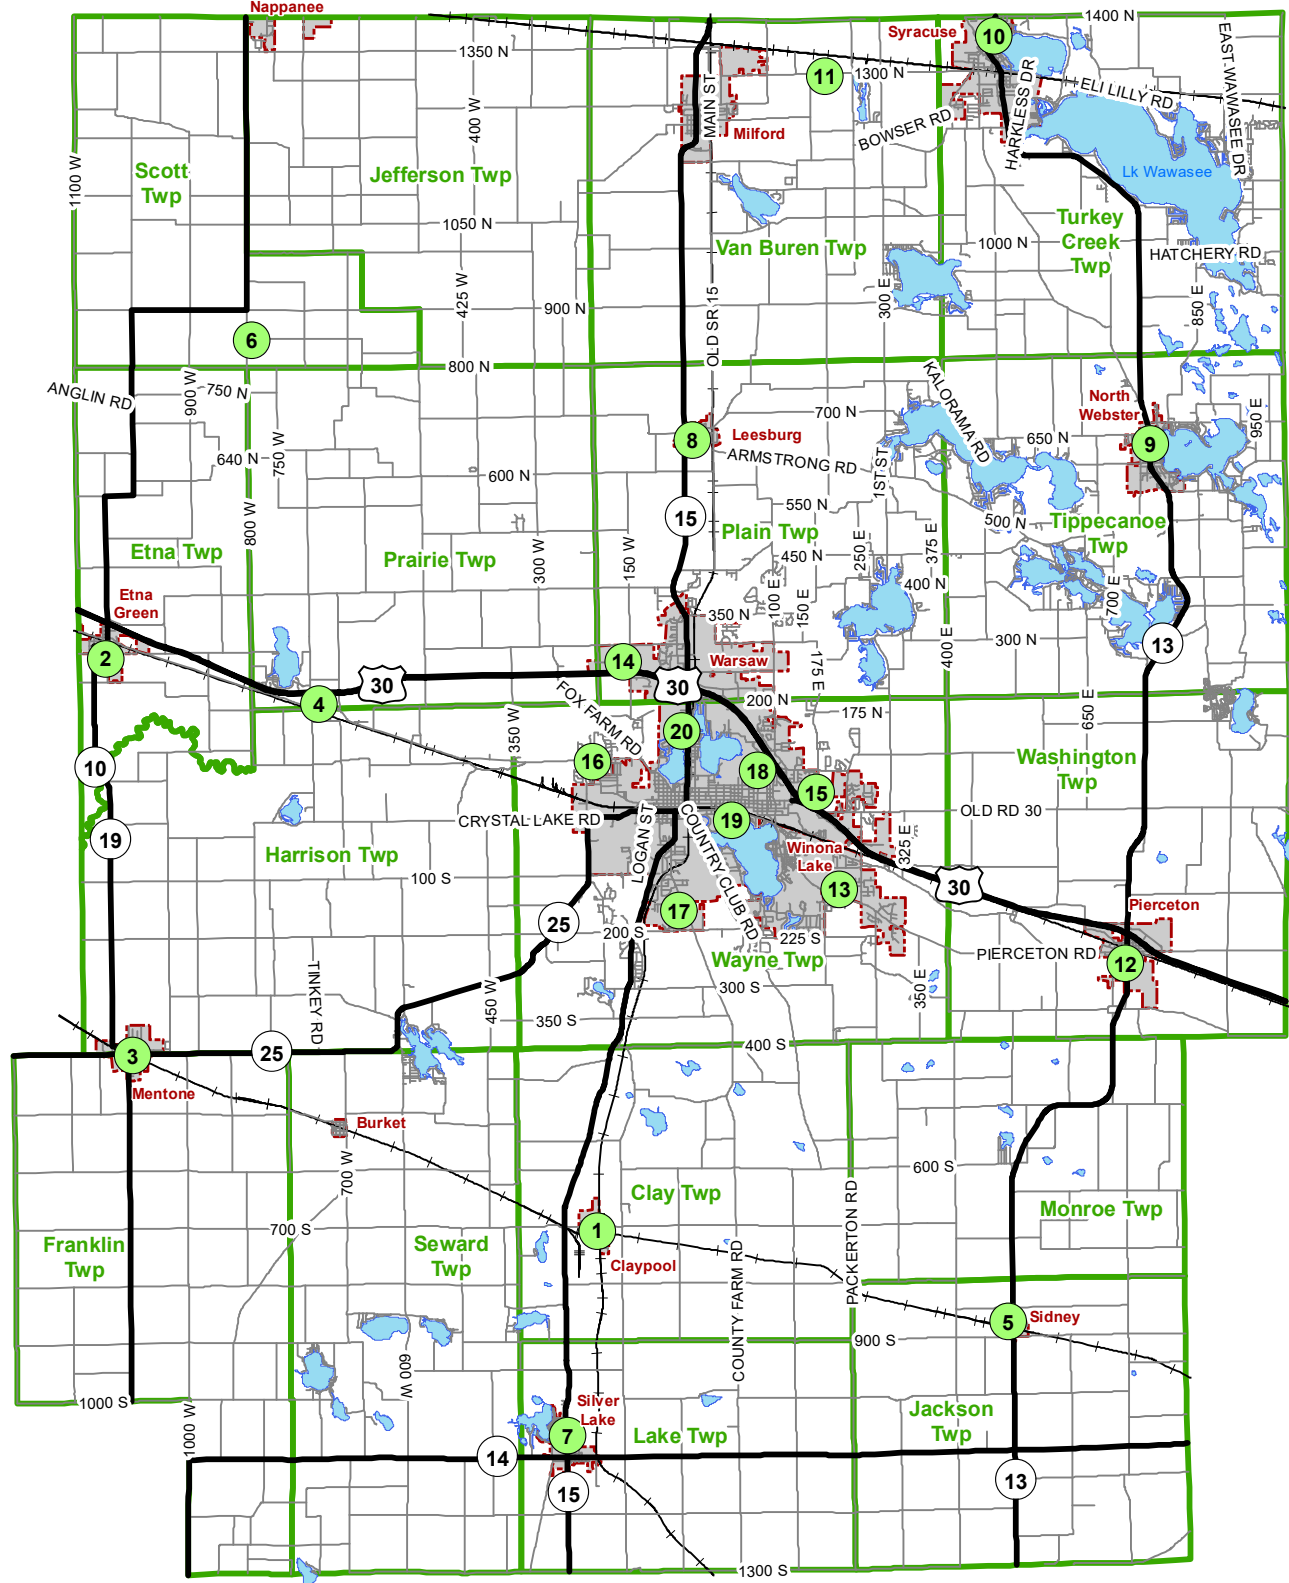 Nappanee
1400 N
Syracuse
10
EAST WAWASEE DR
1350 N
11
1300 N
ELI LILLY RD
MAIN ST
HARKLESS DR
400 W
Milford
BOWSER RD
1100 W
Scott
Twp
Jefferson Twp
Lk Wawasee
1050 N
Turkey
Creek
Twp
Van Buren Twp
1000 N
HATCHERY RD
425 W
900 N
OLD SR 15
300 E
850 E
6
800 N
ANGLIN RD
900 W
750 N
KALORAMA RD
North
Webster
700 N
950 E
8
Leesburg
650 N
9
640 N
750 W
ARMSTRONG RD
1ST ST
600 N
550 N
15
500 N
800 W
Etna Twp
Prairie Twp
300 W
150 W
Plain Twp
450 N
250 E
375 E
Tippecanoe
Twp
400 N
Etna
Green
100 E
150 E
350 N
700 E
300 N
400 E
13
2
14
Warsaw
175 E
30
30
FOX FARM RD
200 N
175 N
650 E
4
350 W
20
10
16
18
Washington
Twp
15
OLD RD 30
CRYSTAL LAKE RD
LOGAN ST
COUNTRY CLUB RD
19
19
Winona
Lake
325 E
Harrison Twp
100 S
13
30
Pierceton
17
25
200 S
225 S
PIERCETON RD
12
Wayne Twp
TINKEY RD
450 W
300 S
350 E
350 S
3
25
400 S
Mentone
Burket
700 W
600 S
Clay Twp
PACKERTON RD
Monroe Twp
700 S
1
Franklin
Twp
Seward
Twp
Claypool
COUNTY FARM RD
5
Sidney
900 S
600 W
1000 S
Silver
Lake
1000 W
7
Lake Twp
Jackson
Twp
14
13
15
1300 S